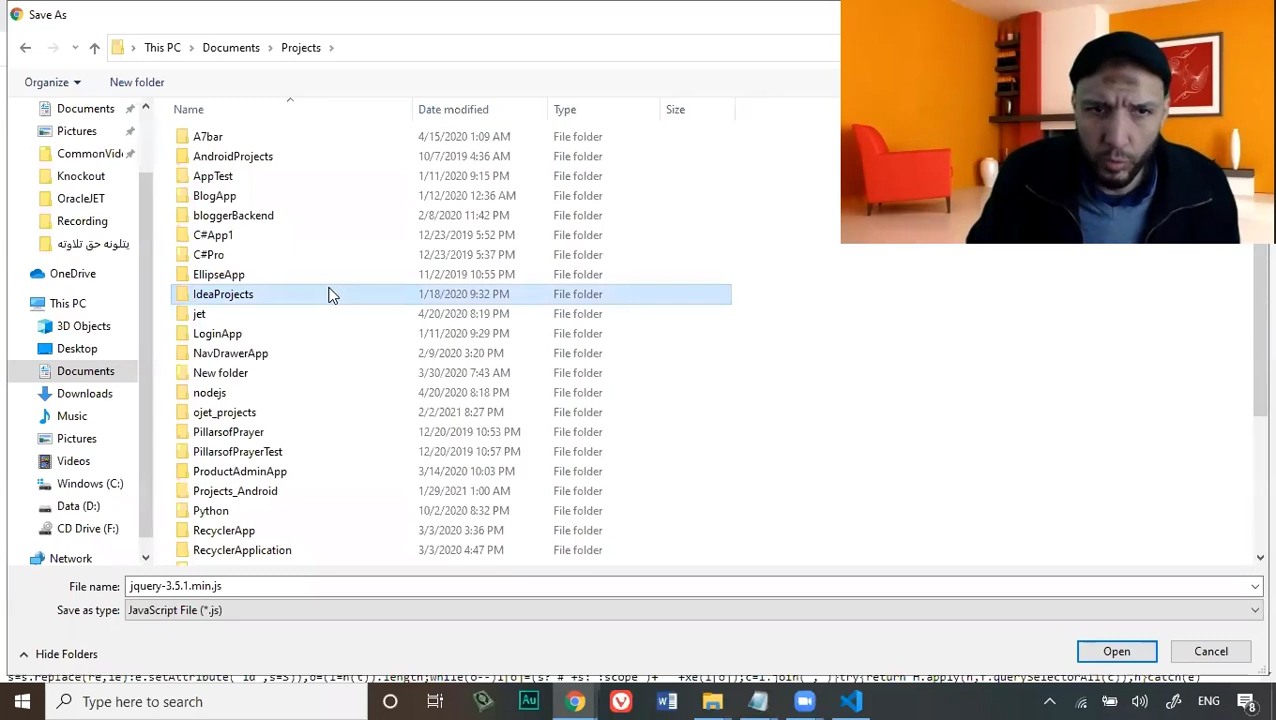 Save As
This PC > Documents > Projects >
Organize
New folder
Name
Date modified
Type
Size
Documents
Pictures
CommonVid
Knockout
OracleJET
Recording
يتلونه حق تلاوته
OneDrive
This PC
3D Objects
Desktop
Documents
Downloads
Music
Pictures
Videos
Windows (C:)
Data (D:)
CD Drive (F:)
Network
A7bar 4/15/2020 1:09 AM File folder
AndroidProjects 10/7/2019 4:36 AM File folder
AppTest 1/11/2020 9:15 PM File folder
BlogApp 1/12/2020 12:36 AM File folder
bloggerBackend 2/8/2020 11:42 PM File folder
C#App1 12/23/2019 5:52 PM File folder
C#Pro 12/23/2019 5:37 PM File folder
EllipseApp 11/2/2019 10:55 PM File folder
IdeaProjects 1/18/2020 9:32 PM File folder
jet 4/20/2020 8:19 PM File folder
LoginApp 1/11/2020 9:29 PM File folder
NavDrawerApp 2/9/2020 3:20 PM File folder
New folder 3/30/2020 7:43 AM File folder
nodejs 4/20/2020 8:18 PM File folder
ojet_projects 2/2/2021 8:27 PM File folder
PillarsofPrayer 12/20/2019 10:53 PM File folder
PillarsofPrayerTest 12/20/2019 10:57 PM File folder
ProductAdminApp 3/14/2020 10:03 PM File folder
Projects_Android 1/29/2021 1:00 AM File folder
Python 10/2/2020 8:32 PM File folder
RecyclerApp 3/3/2020 3:36 PM File folder
RecyclerApplication 3/3/2020 4:47 PM File folder
File name: jquery-3.5.1.min.js
Save as type: JavaScript File (*.js)
Hide Folders
Open
Cancel
Type here to search
ENG
8